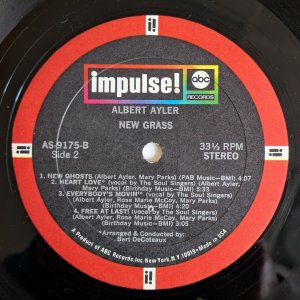 impulse!
abc
RECORDS
ALBERT AYLER
NEW GRASS
AS-9175-B
Side 2
33⅓ RPM
STEREO
1. NEW GHOSTS (Albert Ayler, Mary Parks) (PAB Music—BMI) 4:07
2. HEART LOVE* (vocal by The Soul Singers) (Albert Ayler,
Mary Parks) (Birthday Music—BMI) 5:33
3. EVERYBODY'S MOVIN'* (vocal by The Soul Singers)
(Albert Ayler, Rose Marie McCoy, Mary Parks)
(Birthday Music—BMI) 4:20
4. FREE AT LAST! (vocal by The Soul Singers)
(Albert Ayler, Rose Marie McCoy, Mary Parks)
(Birthday Music—BMI) 3:05
*Arranged & Conducted by:
Bert DeCoteaux
A Product of ABC Records, Inc. New York, N.Y. 10019 • Made in USA